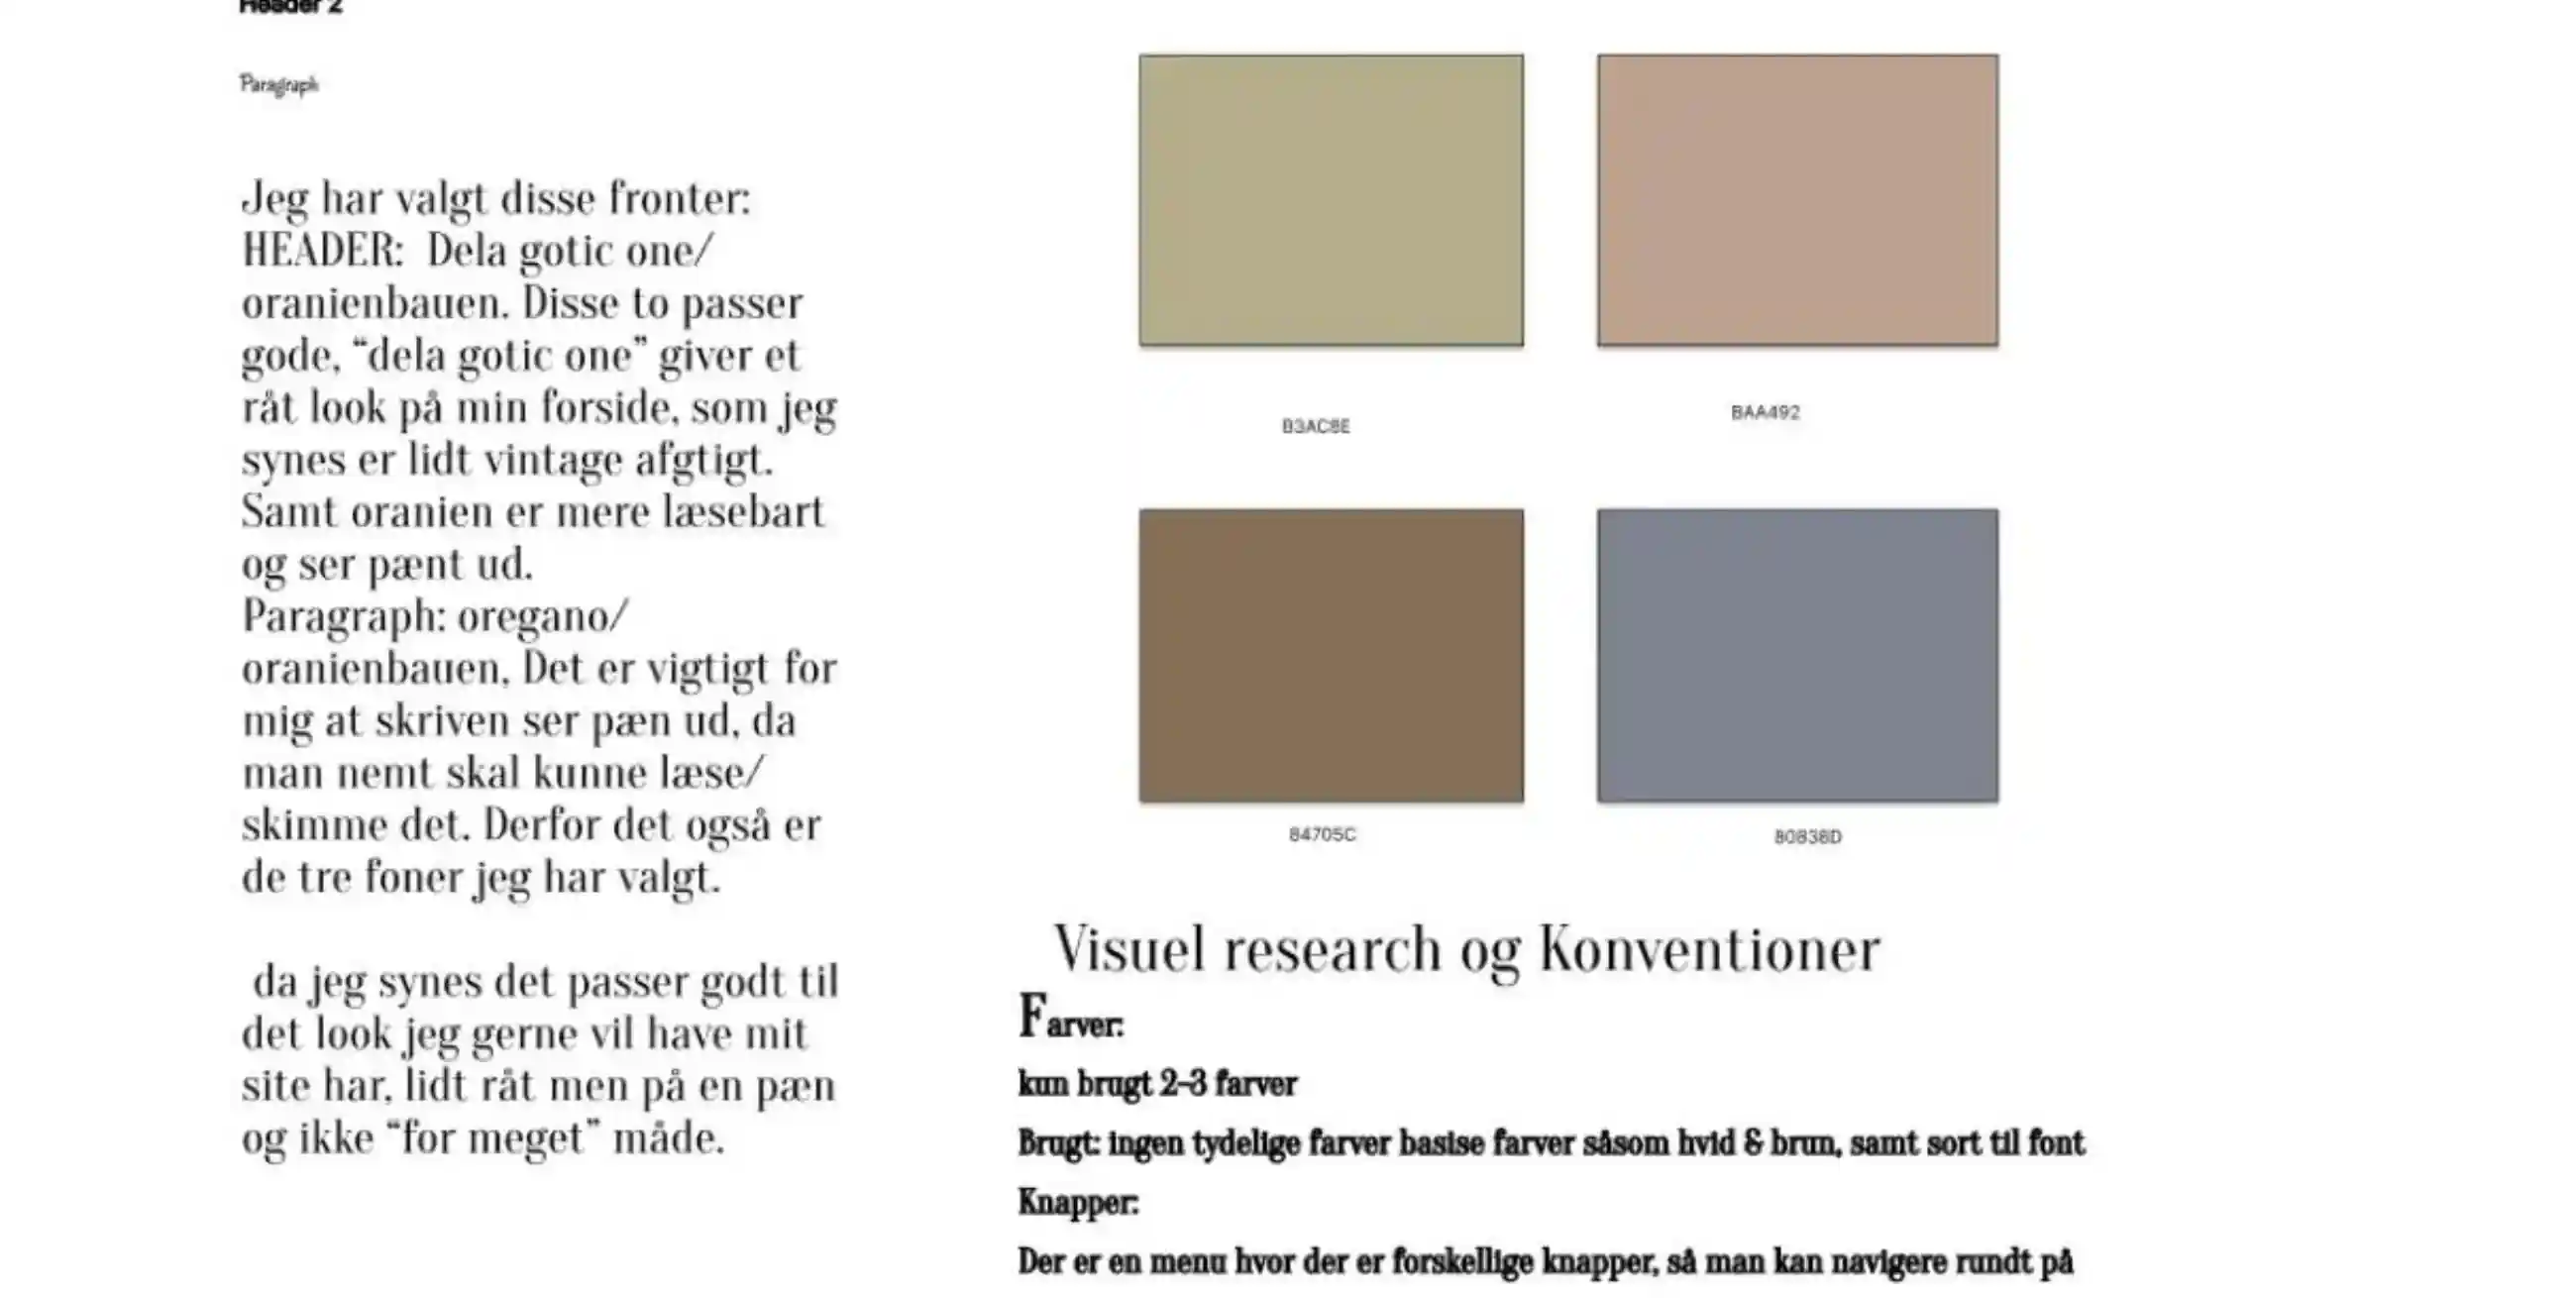 Header 2
Paragraph
Jeg har valgt disse fronter:
HEADER: Dela gotic one/
oranienbauen. Disse to passer
gode, “dela gotic one” giver et
råt look på min forside, som jeg
synes er lidt vintage afgtigt.
Samt oranien er mere læsebart
og ser pænt ud.
Paragraph: oregano/
oranienbauen, Det er vigtigt for
mig at skriven ser pæn ud, da
man nemt skal kunne læse/
skimme det. Derfor det også er
de tre foner jeg har valgt.
da jeg synes det passer godt til
det look jeg gerne vil have mit
site har, lidt råt men på en pæn
og ikke “for meget” måde.
B3AC8E
BAA492
84705C
80838D
Visuel research og Konventioner
Farver:
kun brugt 2-3 farver
Brugt: ingen tydelige farver basise farver såsom hvid & brun, samt sort til font
Knapper:
Der er en menu hvor der er forskellige knapper, så man kan navigere rundt på